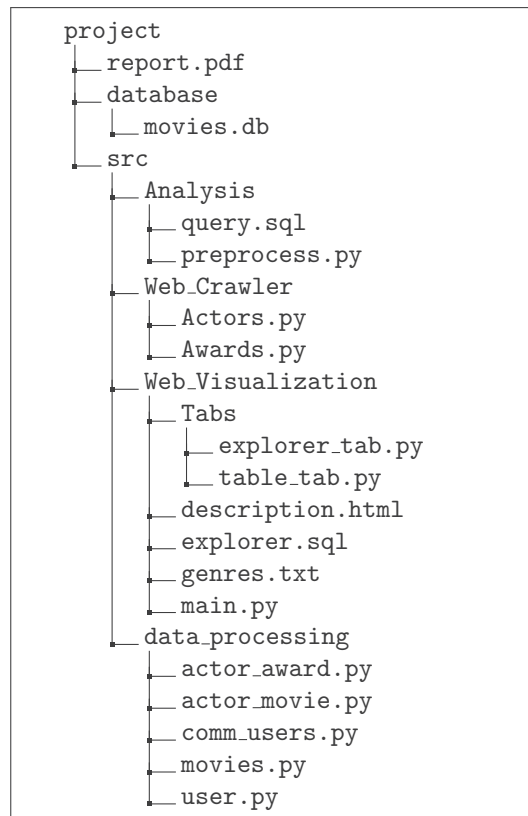 project
report.pdf
database
movies.db
src
Analysis
query.sql
preprocess.py
Web_Crawler
Actors.py
Awards.py
Web_Visualization
Tabs
explorer_tab.py
table_tab.py
description.html
explorer.sql
genres.txt
main.py
data_processing
actor_award.py
actor_movie.py
comm_users.py
movies.py
user.py